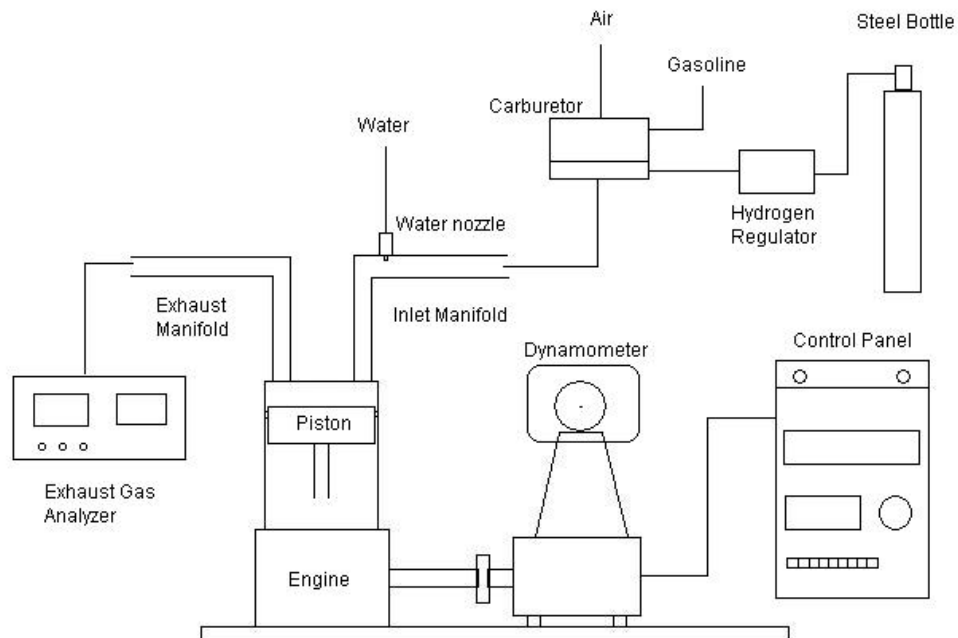 Air
Steel Bottle
Gasoline
Carburetor
Water
Water nozzle
Hydrogen
Regulator
Exhaust
Manifold
Inlet Manifold
Dynamometer
Control Panel
Piston
Exhaust Gas
Analyzer
Engine